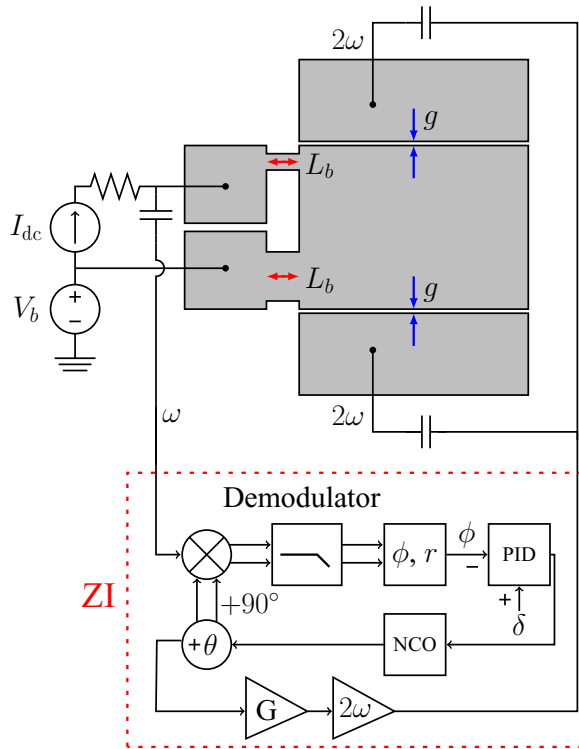 2ω
g
L_b
I_dc
V_b
+
−
L_b
g
2ω
ω
Demodulator
ZI
ϕ, r
ϕ
−
PID
+
δ
+90°
+θ
NCO
G
2ω